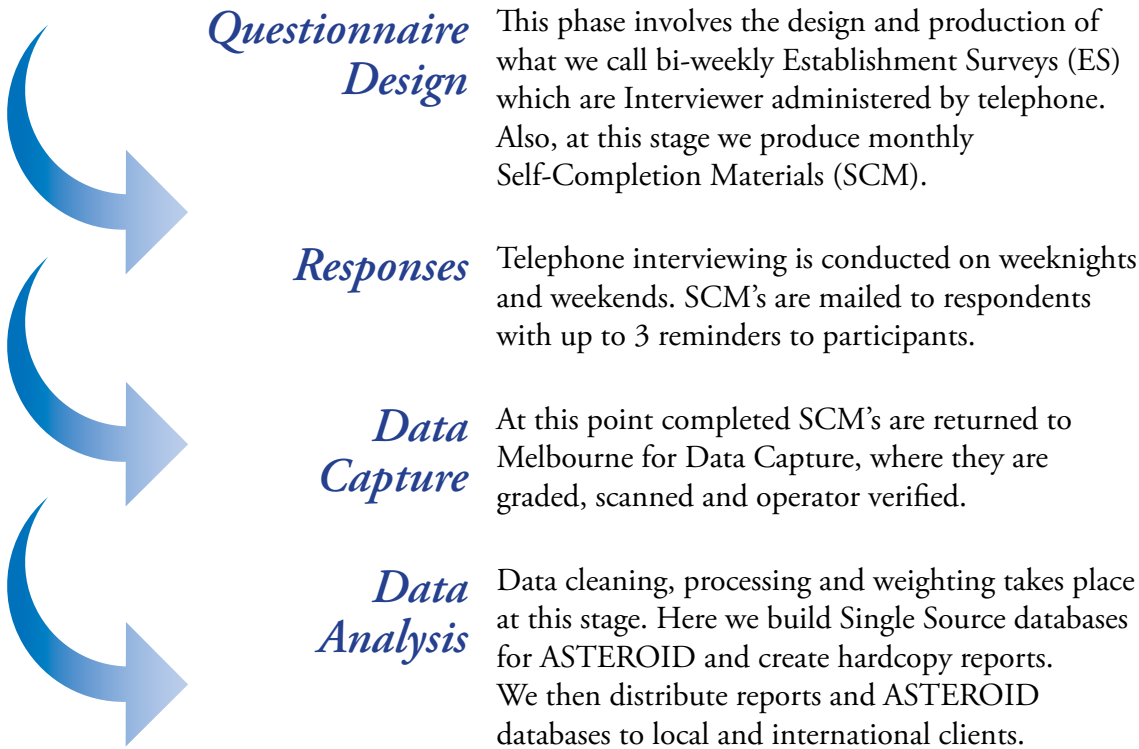 Questionnaire
Design
This phase involves the design and production of
what we call bi-weekly Establishment Surveys (ES)
which are Interviewer administered by telephone.
Also, at this stage we produce monthly
Self-Completion Materials (SCM).
Responses
Telephone interviewing is conducted on weeknights
and weekends. SCM's are mailed to respondents
with up to 3 reminders to participants.
Data
Capture
At this point completed SCM's are returned to
Melbourne for Data Capture, where they are
graded, scanned and operator verified.
Data
Analysis
Data cleaning, processing and weighting takes place
at this stage. Here we build Single Source databases
for ASTEROID and create hardcopy reports.
We then distribute reports and ASTEROID
databases to local and international clients.